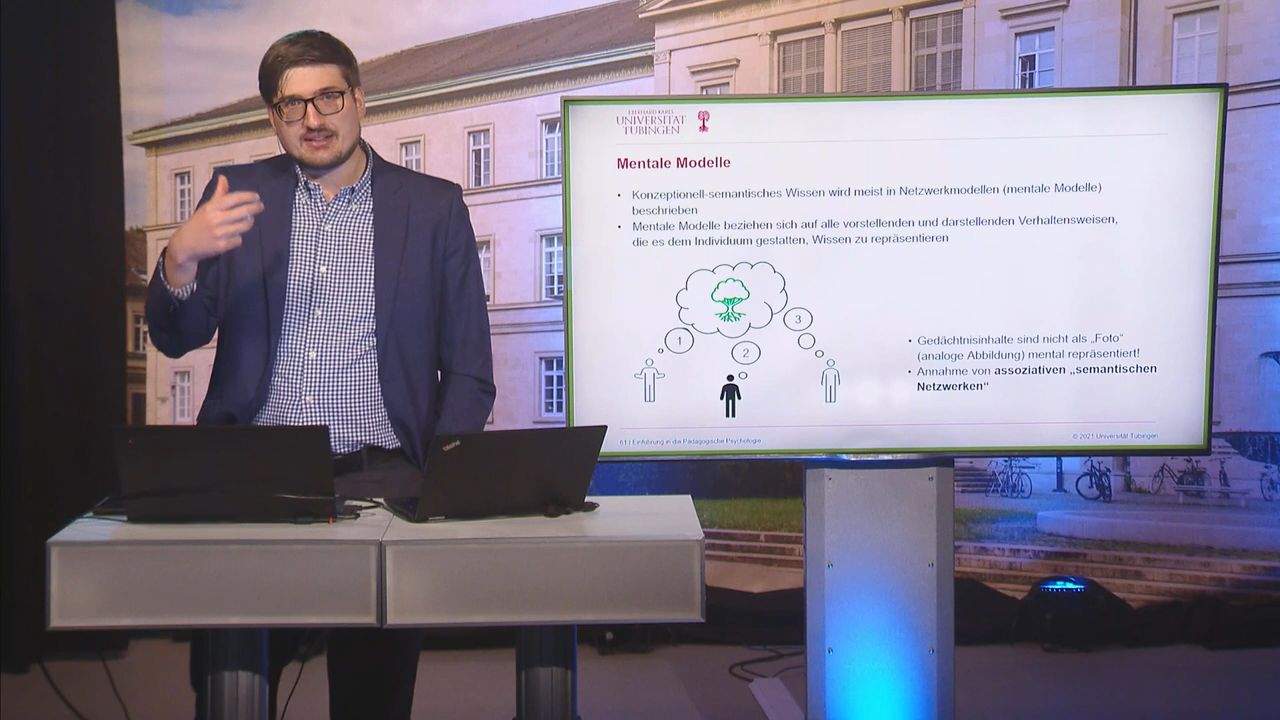 EBERHARD KARLS
UNIVERSITÄT
TÜBINGEN
Mentale Modelle
• Konzeptionell-semantisches Wissen wird meist in Netzwerkmodellen (mentale Modelle)
beschrieben
• Mentale Modelle beziehen sich auf alle vorstellenden und darstellenden Verhaltensweisen,
die es dem Individuum gestatten, Wissen zu repräsentieren
1
2
3
• Gedächtnisinhalte sind nicht als „Foto“
(analoge Abbildung) mental repräsentiert!
• Annahme von assoziativen „semantischen
Netzwerken“
61 | Einführung in die Pädagogische Psychologie
© 2021 Universität Tübingen
ThinkPad